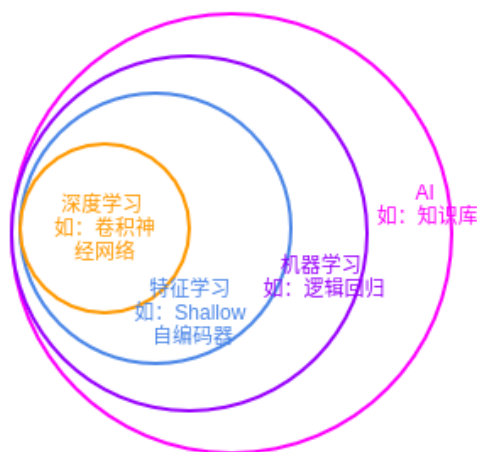 深度学习
如：卷积神
经网络
特征学习
如：Shallow
自编码器
机器学习
如：逻辑回归
AI
如：知识库